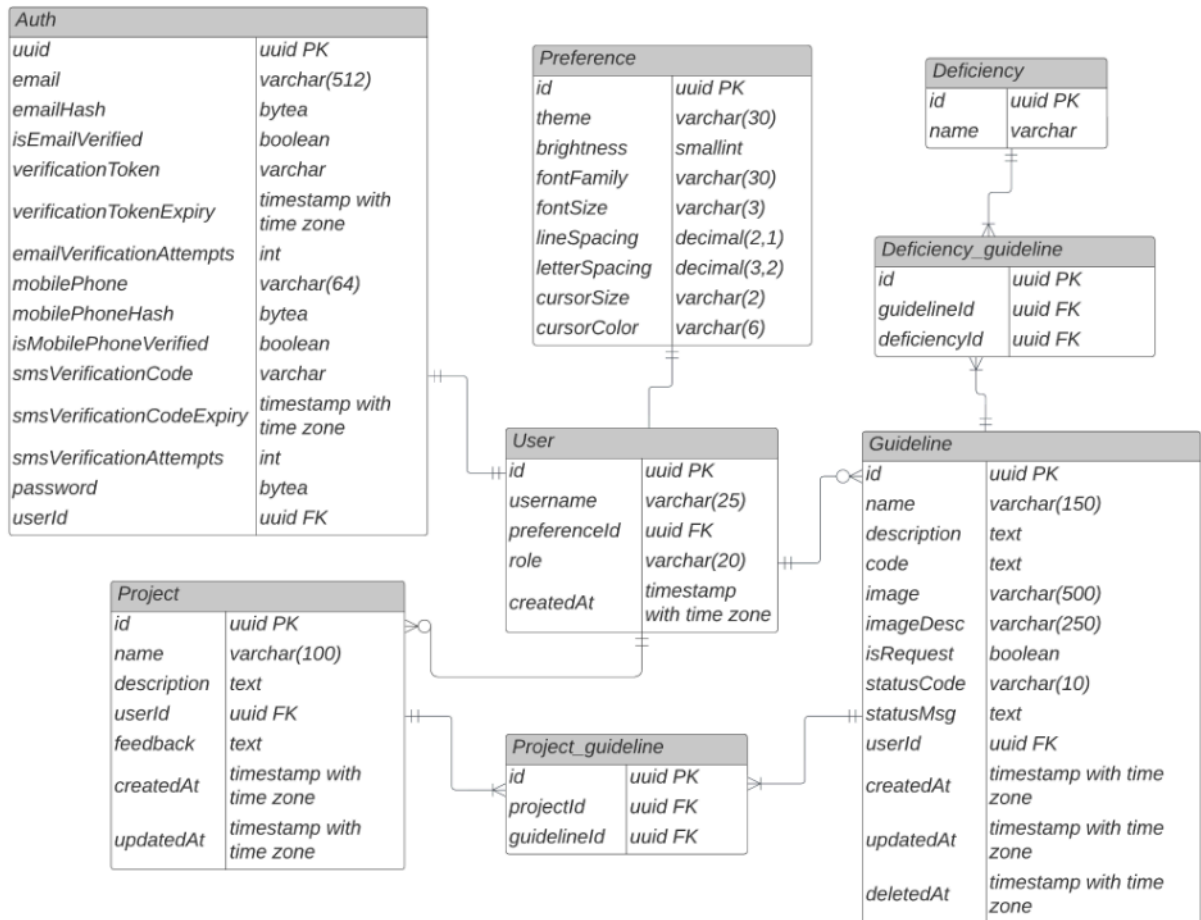 Auth
uuid uuid PK
email varchar(512)
emailHash bytea
isEmailVerified boolean
verificationToken varchar
verificationTokenExpiry timestamp with
time zone
emailVerificationAttempts int
mobilePhone varchar(64)
mobilePhoneHash bytea
isMobilePhoneVerified boolean
smsVerificationCode varchar
smsVerificationCodeExpiry timestamp with
time zone
smsVerificationAttempts int
password bytea
userId uuid FK
Preference
id uuid PK
theme varchar(30)
brightness smallint
fontFamily varchar(30)
fontSize varchar(3)
lineSpacing decimal(2,1)
letterSpacing decimal(3,2)
cursorSize varchar(2)
cursorColor varchar(6)
Deficiency
id uuid PK
name varchar
Deficiency_guideline
id uuid PK
guidelineId uuid FK
deficiencyId uuid FK
User
id uuid PK
username varchar(25)
preferenceId uuid FK
role varchar(20)
createdAt timestamp
with time zone
Guideline
id uuid PK
name varchar(150)
description text
code text
image varchar(500)
imageDesc varchar(250)
isRequest boolean
statusCode varchar(10)
statusMsg text
userId uuid FK
createdAt timestamp with time
zone
updatedAt timestamp with time
zone
deletedAt timestamp with time
zone
Project
id uuid PK
name varchar(100)
description text
userId uuid FK
feedback text
createdAt timestamp with
time zone
updatedAt timestamp with
time zone
Project_guideline
id uuid PK
projectId uuid FK
guidelineId uuid FK